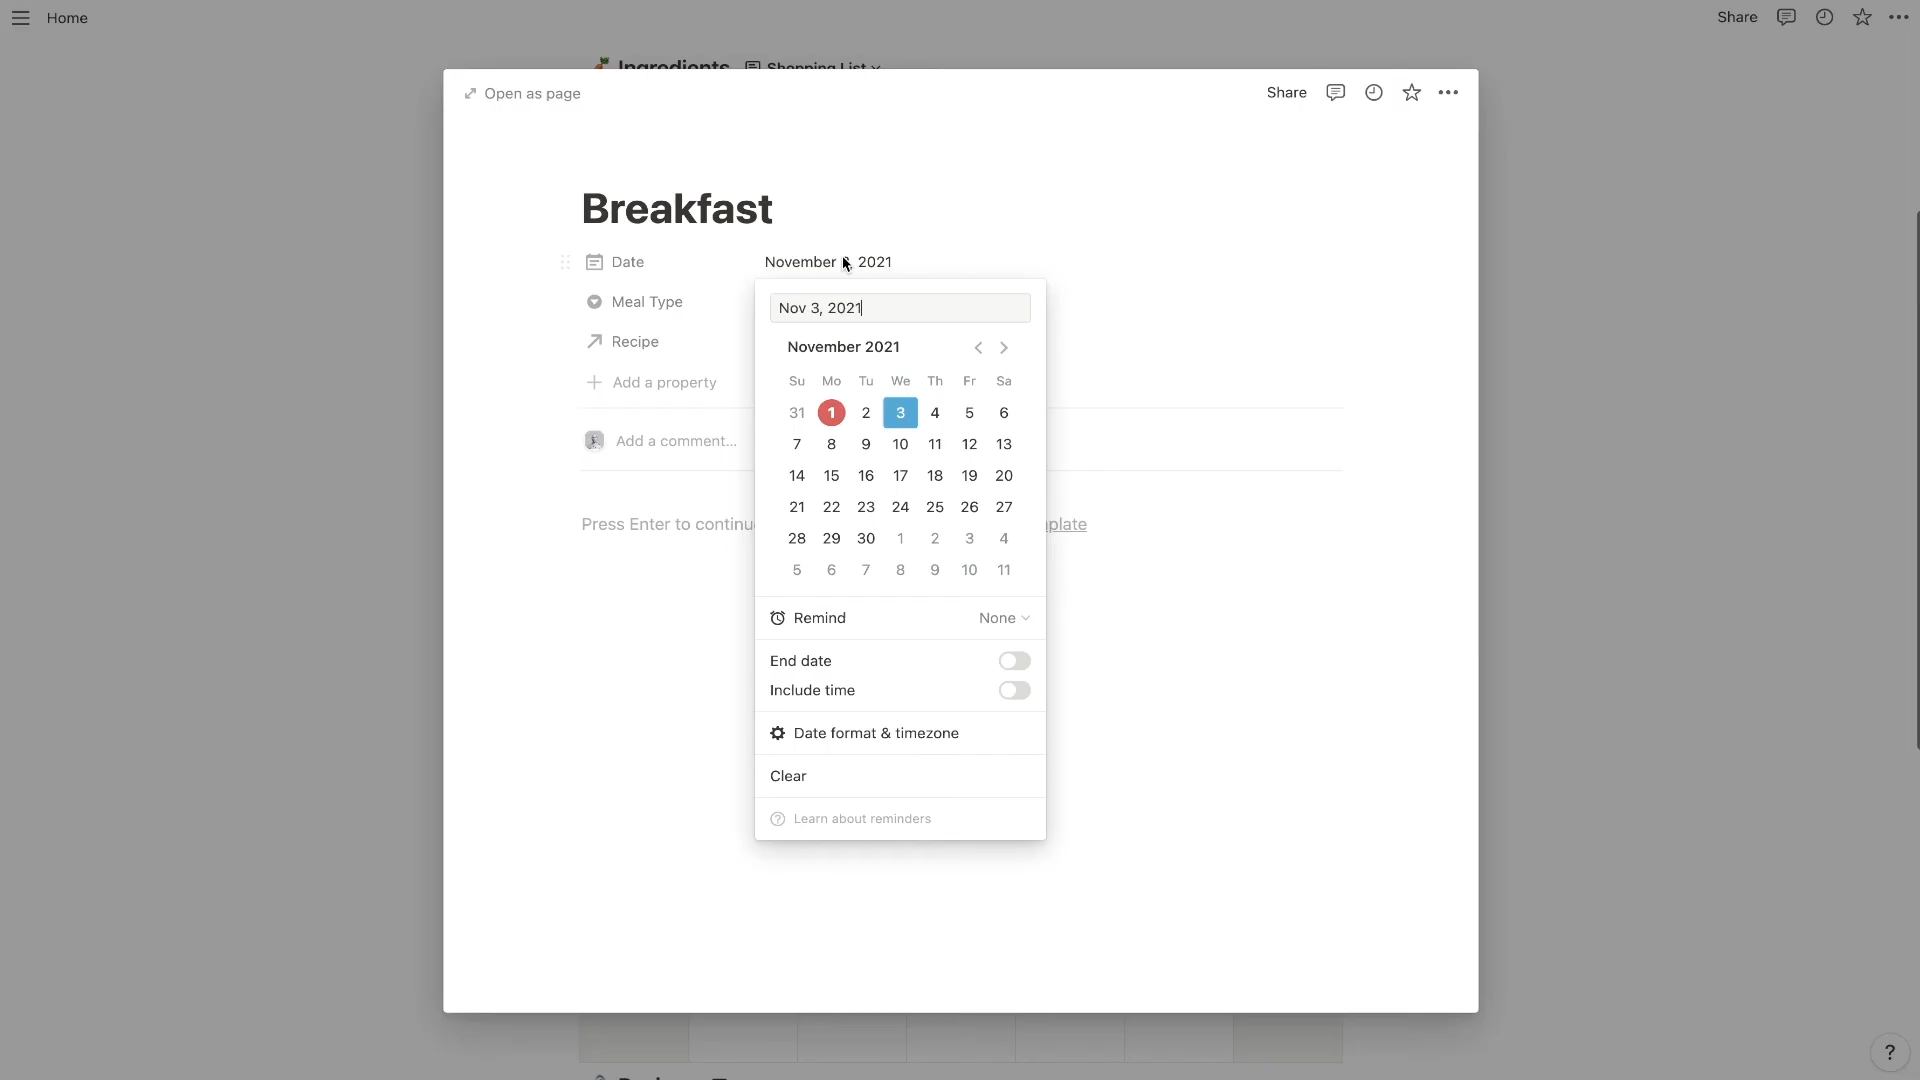 Home
Share
Ingredients Shopping List
Open as page
Share
Breakfast
Date November , 2021
Meal Type
Nov 3, 2021
Recipe
November 2021
Add a property
Su Mo Tu We Th Fr Sa
31 1 2 3 4 5 6
Add a comment...
7 8 9 10 11 12 13
14 15 16 17 18 19 20
21 22 23 24 25 26 27
Press Enter to
28 29 30 1 2 3 4
5 6 7 8 9 10 11
Remind None
End date
Include time
Date format & timezone
Clear
Learn about reminders
?